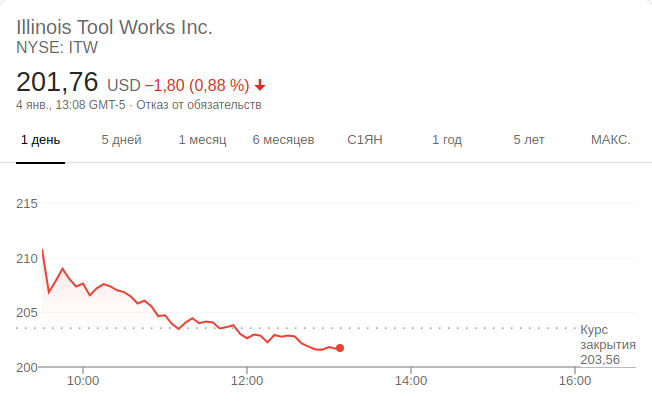 Illinois Tool Works Inc.
NYSE: ITW
201,76 USD −1,80 (0,88 %)
4 янв., 13:08 GMT-5 · Отказ от обязательств
1 день 5 дней 1 месяц 6 месяцев С1ЯН 1 год 5 лет МАКС.
215
210
205
Курс
закрытия
203,56
200
10:00 12:00 14:00 16:00